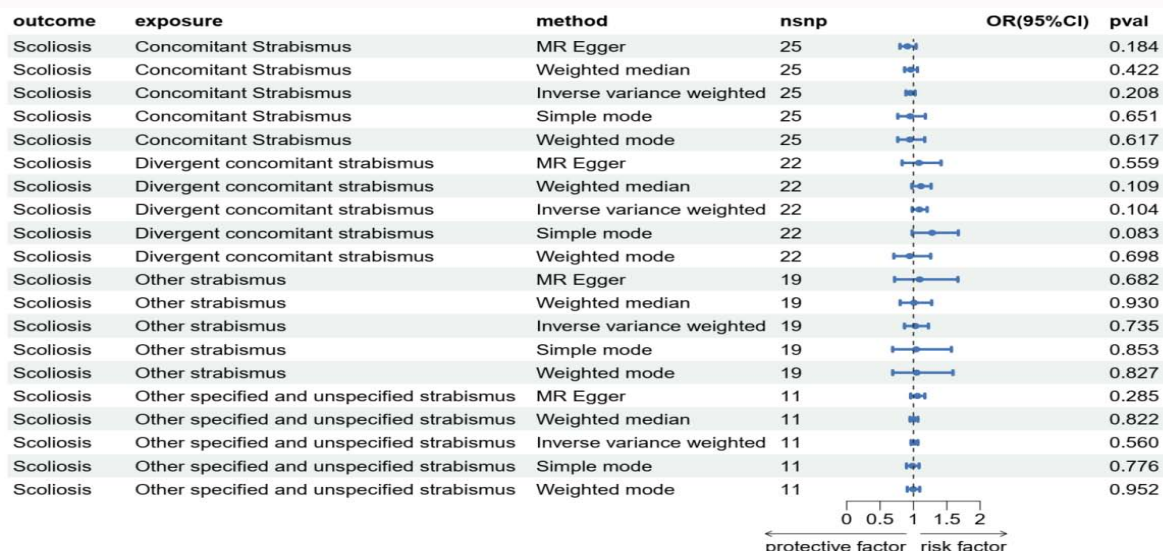 outcome exposure method nsnp OR(95%CI) pval
Scoliosis Concomitant Strabismus MR Egger 25 0.184
Scoliosis Concomitant Strabismus Weighted median 25 0.422
Scoliosis Concomitant Strabismus Inverse variance weighted 25 0.208
Scoliosis Concomitant Strabismus Simple mode 25 0.651
Scoliosis Concomitant Strabismus Weighted mode 25 0.617
Scoliosis Divergent concomitant strabismus MR Egger 22 0.559
Scoliosis Divergent concomitant strabismus Weighted median 22 0.109
Scoliosis Divergent concomitant strabismus Inverse variance weighted 22 0.104
Scoliosis Divergent concomitant strabismus Simple mode 22 0.083
Scoliosis Divergent concomitant strabismus Weighted mode 22 0.698
Scoliosis Other strabismus MR Egger 19 0.682
Scoliosis Other strabismus Weighted median 19 0.930
Scoliosis Other strabismus Inverse variance weighted 19 0.735
Scoliosis Other strabismus Simple mode 19 0.853
Scoliosis Other strabismus Weighted mode 19 0.827
Scoliosis Other specified and unspecified strabismus MR Egger 11 0.285
Scoliosis Other specified and unspecified strabismus Weighted median 11 0.822
Scoliosis Other specified and unspecified strabismus Inverse variance weighted 11 0.560
Scoliosis Other specified and unspecified strabismus Simple mode 11 0.776
Scoliosis Other specified and unspecified strabismus Weighted mode 11 0.952
0 0.5 1 1.5 2
protective factor risk factor